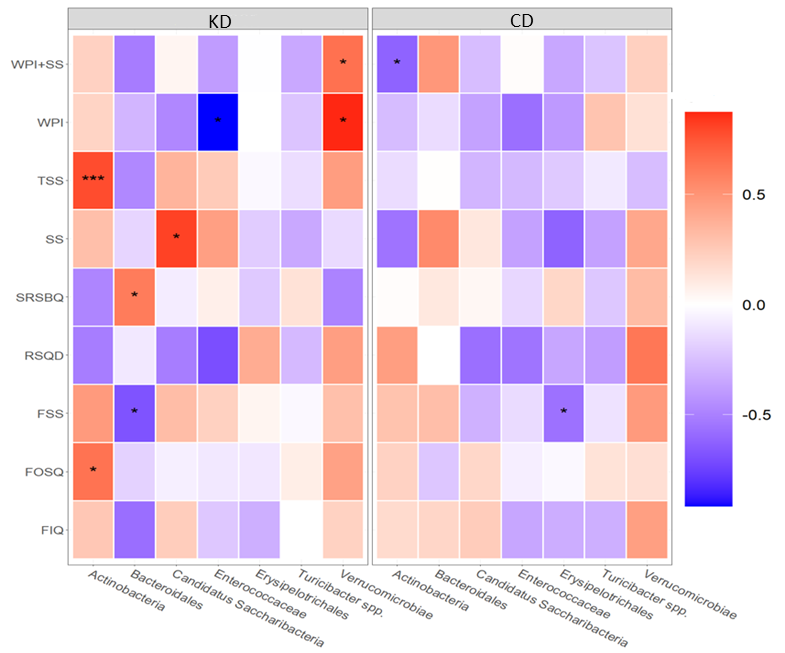 KD CD
WPI+SS * *
WPI * *
TSS ***
SS *
SRSBQ *
RSQD
FSS * *
FOSQ *
FIQ
0.5
0.0
-0.5
Actinobacteria
Bacteroidales
Candidatus Saccharibacteria
Enterococcaceae
Erysipelotrichales
Turicibacter spp.
Verrucomicrobiae
Actinobacteria
Bacteroidales
Candidatus Saccharibacteria
Enterococcaceae
Erysipelotrichales
Turicibacter spp.
Verrucomicrobiae